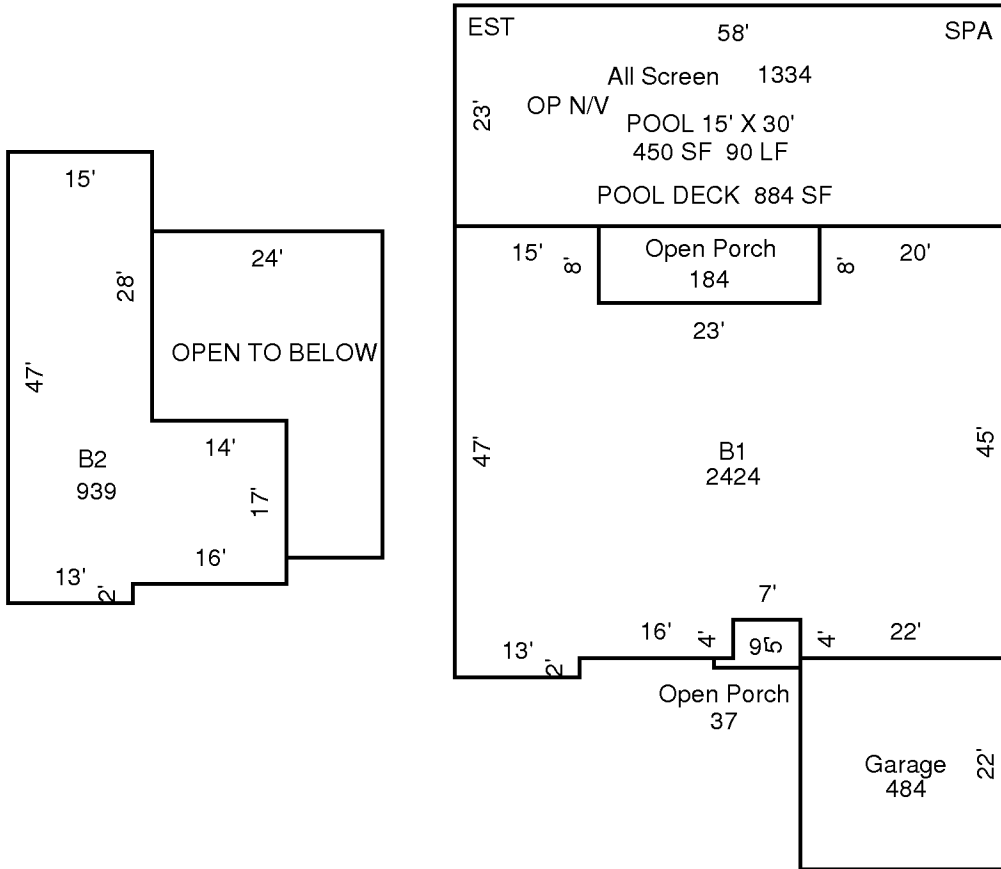 EST
58'
SPA
All Screen 1334
23'
OP N/V
POOL 15' X 30'
450 SF 90 LF
POOL DECK 884 SF
15'
28'
24'
OPEN TO BELOW
47'
14'
B2
939
17'
16'
13'
2'
15'
8'
Open Porch
184
8'
20'
23'
47'
B1
2424
45'
7'
16'
4'
9'
5'
4'
22'
13'
2'
Open Porch
37
Garage
484
22'